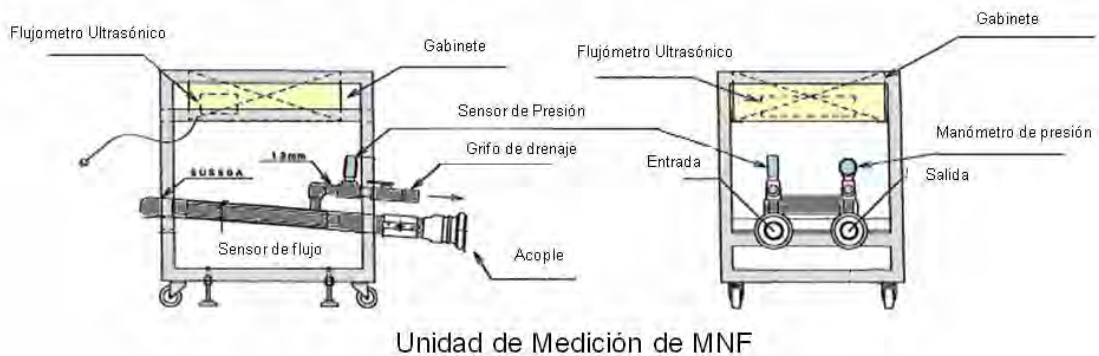 Gabinete
Flujometro Ultrasónico
Gabinete
Flujómetro Ultrasónico
Sensor de Presión
Manómetro de presión
13mm
Grifo de drenaje
Entrada
SUS50A
Salida
Sensor de flujo
Acople
Unidad de Medición de MNF